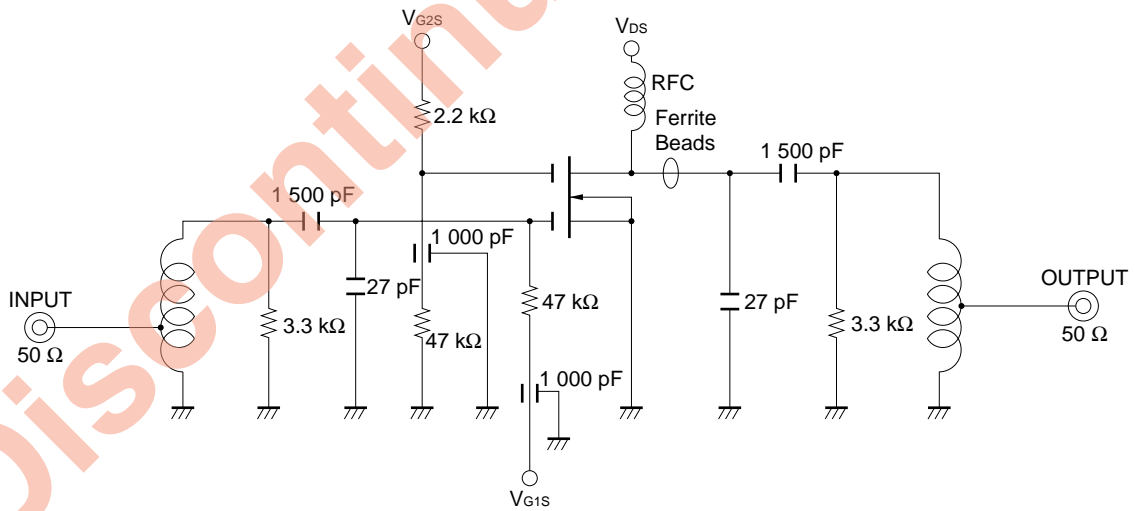 VG2S
VDS
RFC
2.2 kΩ
Ferrite
Beads
1 500 pF
1 500 pF
1 000 pF
INPUT
50 Ω
3.3 kΩ
27 pF
47 kΩ
47 kΩ
1 000 pF
27 pF
3.3 kΩ
OUTPUT
50 Ω
VG1S
Discontin